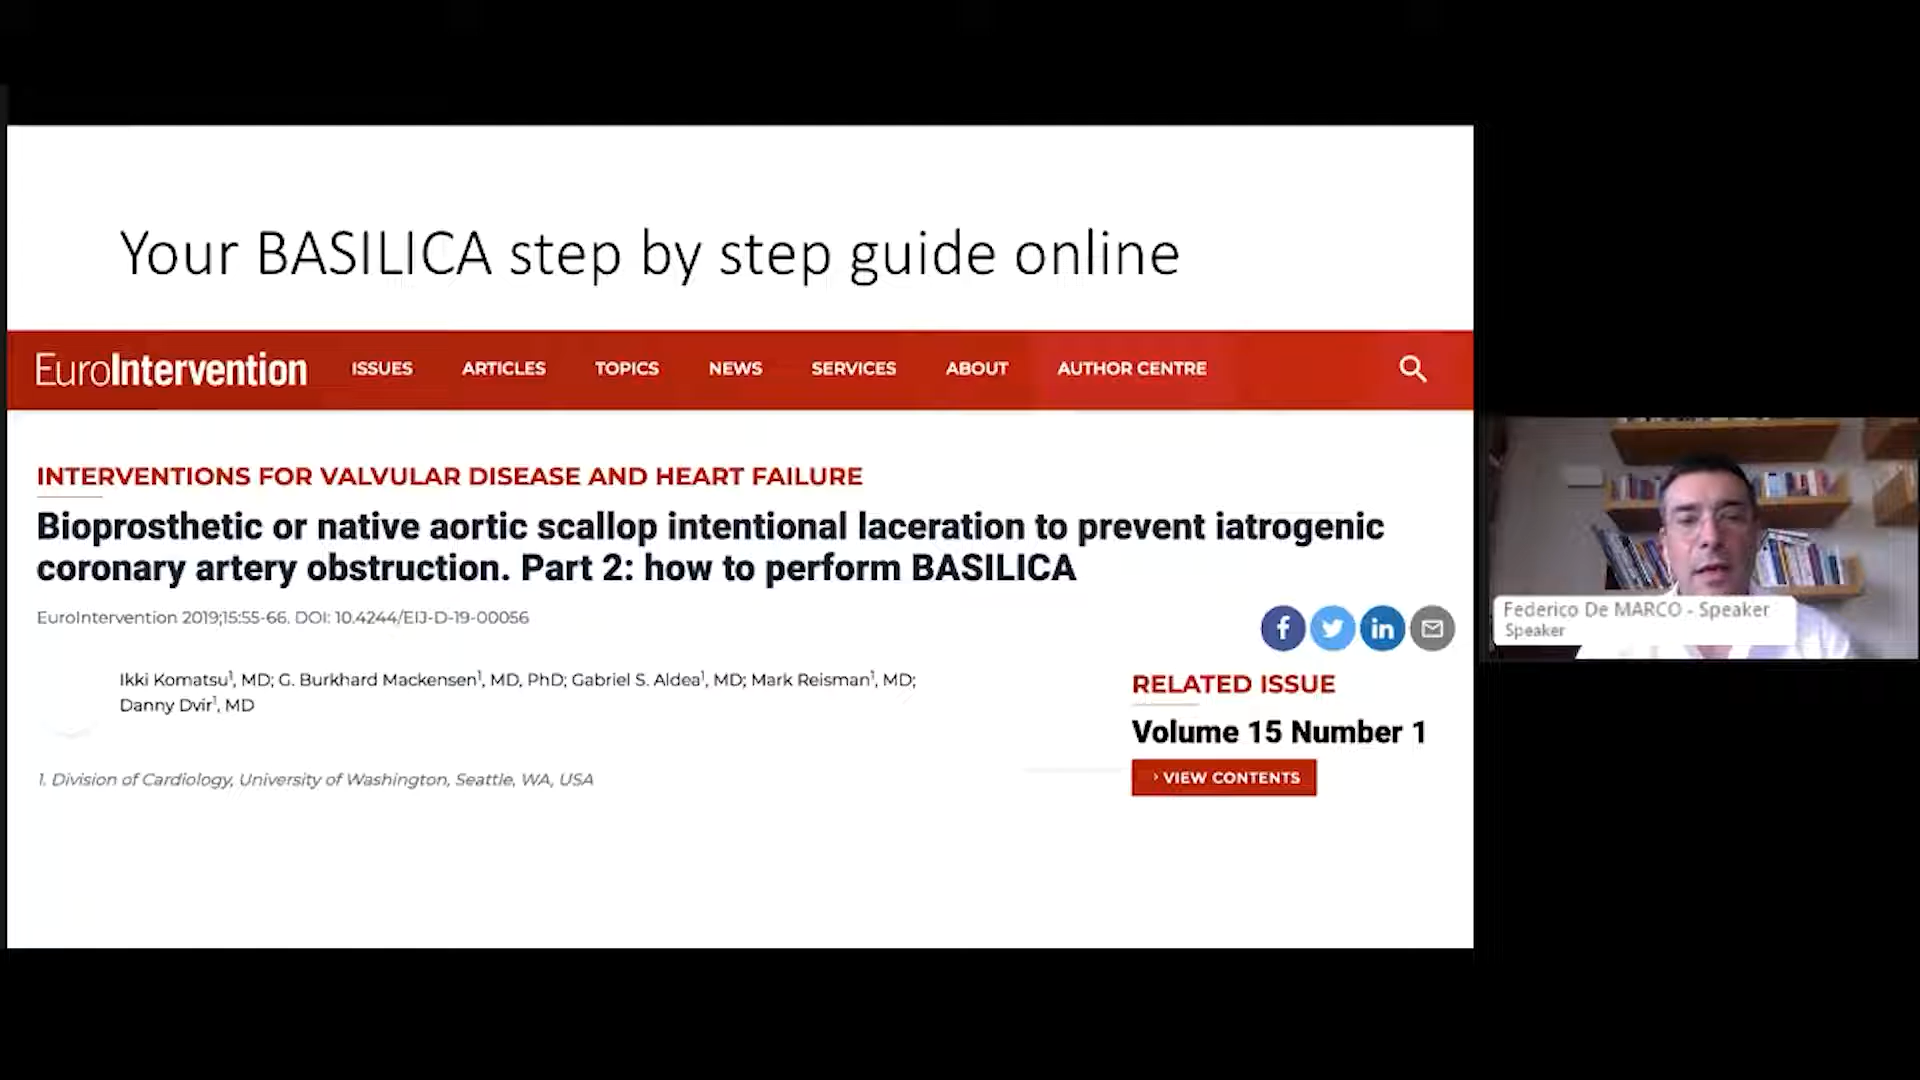 Your BASILICA step by step guide online
EuroIntervention ISSUES ARTICLES TOPICS NEWS SERVICES ABOUT AUTHOR CENTRE
INTERVENTIONS FOR VALVULAR DISEASE AND HEART FAILURE
Bioprosthetic or native aortic scallop intentional laceration to prevent iatrogenic
coronary artery obstruction. Part 2: how to perform BASILICA
EuroIntervention 2019;15:55-66. DOI: 10.4244/EIJ-D-19-00056
Ikki Komatsu1, MD; G. Burkhard Mackensen1, MD, PhD; Gabriel S. Aldea1, MD; Mark Reisman1, MD;
Danny Dvir1, MD
1. Division of Cardiology, University of Washington, Seattle, WA, USA
RELATED ISSUE
Volume 15 Number 1
› VIEW CONTENTS
Federico De MARCO - Speaker
Speaker